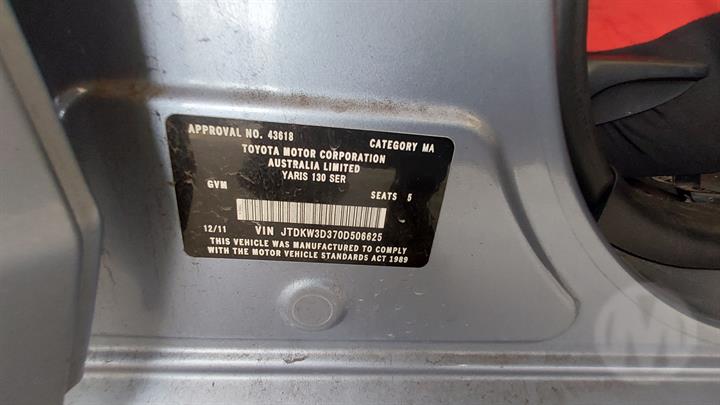 APPROVAL NO. 43618 CATEGORY MA
TOYOTA MOTOR CORPORATION
AUSTRALIA LIMITED
YARIS 130 SER
GVM SEATS 5
12/11 VIN JTDKW3D370D506625
THIS VEHICLE WAS MANUFACTURED TO COMPLY
WITH THE MOTOR VEHICLE STANDARDS ACT 1989
M